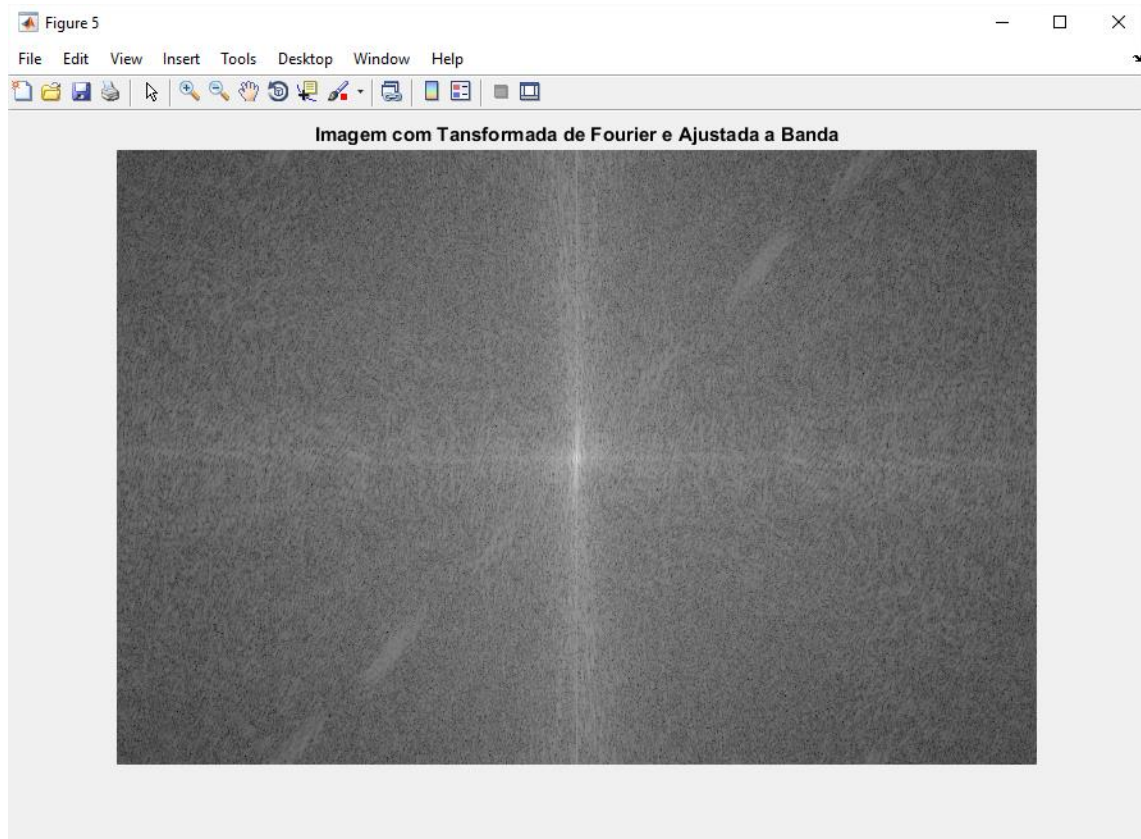 Figure 5
File Edit View Insert Tools Desktop Window Help
Imagem com Tansformada de Fourier e Ajustada a Banda